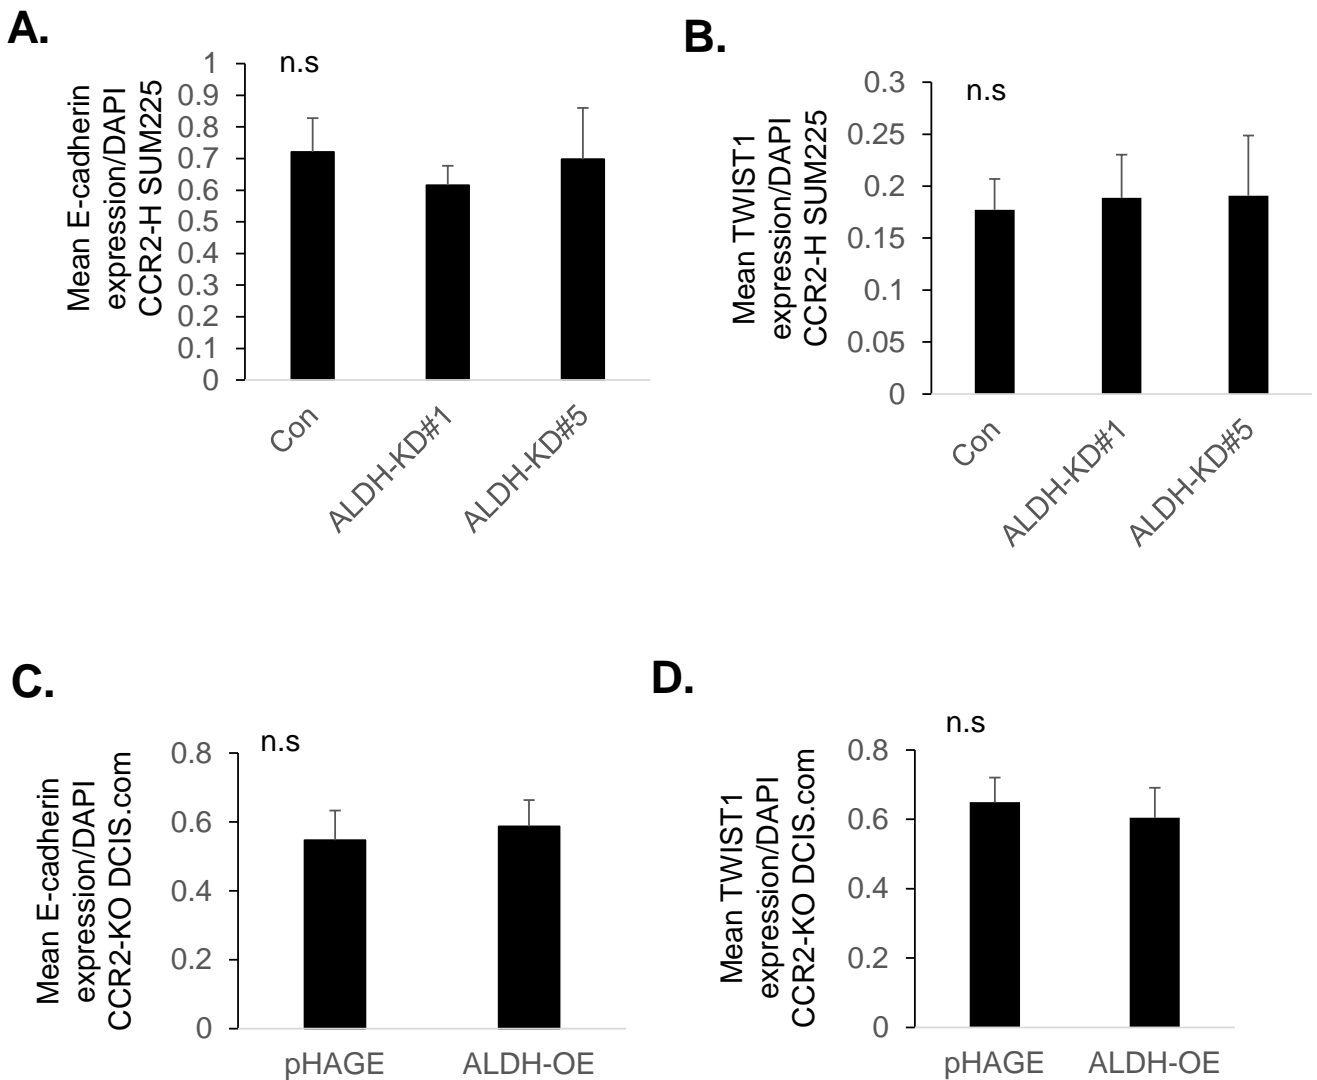 A.
n.s
Mean E-cadherin
expression/DAPI
CCR2-H SUM225
1
0.9
0.8
0.7
0.6
0.5
0.4
0.3
0.2
0.1
0
Con
ALDH-KD#1
ALDH-KD#5
B.
n.s
Mean TWIST1
expression/DAPI
CCR2-H SUM225
0.3
0.25
0.2
0.15
0.1
0.05
0
Con
ALDH-KD#1
ALDH-KD#5
C.
n.s
Mean E-cadherin
expression/DAPI
CCR2-KO DCIS.com
0.8
0.6
0.4
0.2
0
pHAGE
ALDH-OE
D.
n.s
Mean TWIST1
expression/DAPI
CCR2-KO DCIS.com
0.8
0.6
0.4
0.2
0
pHAGE
ALDH-OE